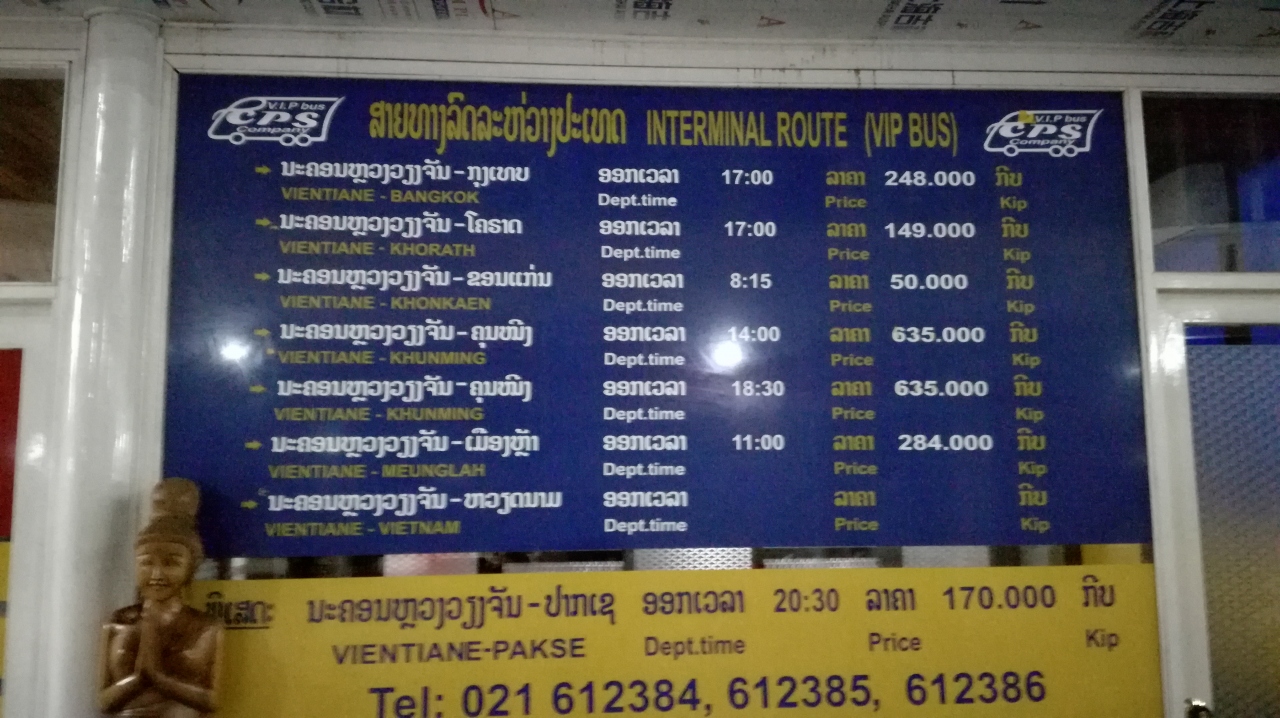 V.I.P bus CPS Company ສາຍທາງລົດລະຫ່ວາງປະເທດ INTERMINAL ROUTE (VIP BUS) V.I.P bus CPS Company
ນະຄອນຫຼວງວຽງຈັນ - ກຸງເທບ ອອກເວລາ 17:00 ລາຄາ 248.000 ກີບ
VIENTIANE - BANGKOK Dept.time Price Kip
ນະຄອນຫຼວງວຽງຈັນ - ໂຄຣາດ ອອກເວລາ 17:00 ລາຄາ 149.000 ກີບ
VIENTIANE - KHORATH Dept.time Price Kip
ນະຄອນຫຼວງວຽງຈັນ - ຂອນແກ່ນ ອອກເວລາ 8:15 ລາຄາ 50.000 ກີບ
VIENTIANE - KHONKAEN Dept.time Price Kip
ນະຄອນຫຼວງວຽງຈັນ - ຄຸນໝີງ ອອກເວລາ 14:00 ລາຄາ 635.000 ກີບ
VIENTIANE - KHUNMING Dept.time Price Kip
ນະຄອນຫຼວງວຽງຈັນ - ຄຸນໝີງ ອອກເວລາ 18:30 ລາຄາ 635.000 ກີບ
VIENTIANE - KHUNMING Dept.time Price Kip
ນະຄອນຫຼວງວຽງຈັນ - ເມືອງຫຼ້າ ອອກເວລາ 11:00 ລາຄາ 284.000 ກີບ
VIENTIANE - MEUNGLAH Dept.time Price Kip
ນະຄອນຫຼວງວຽງຈັນ - ຫວຽດນາມ ອອກເວລາ ລາຄາ ກີບ
VIENTIANE - VIETNAM Dept.time Price Kip
ນະຄອນຫຼວງວຽງຈັນ - ປາກເຊ ອອກເວລາ 20:30 ລາຄາ 170.000 ກີບ
VIENTIANE-PAKSE Dept.time Price Kip
Tel: 021 612384, 612385, 612386